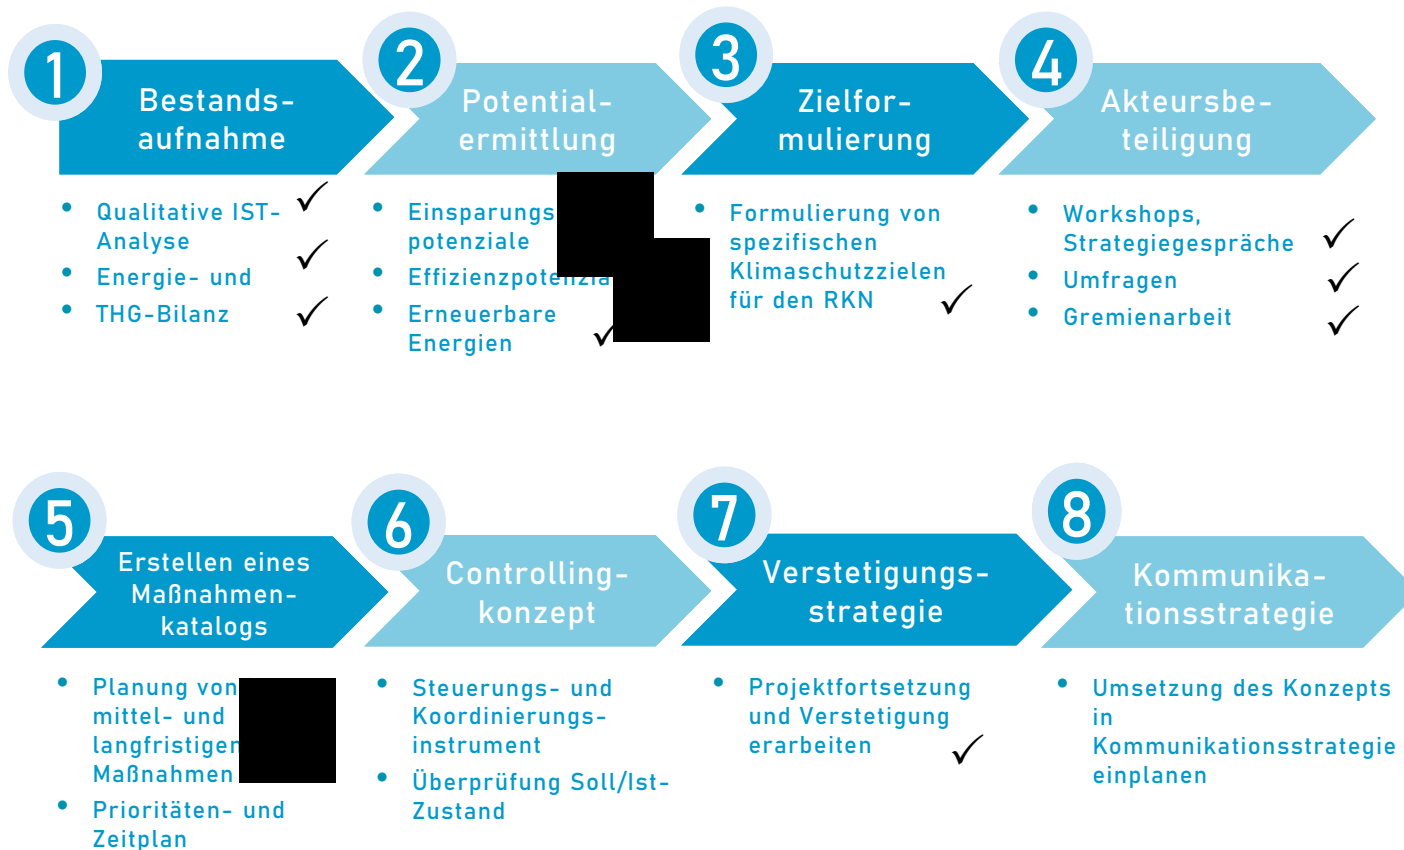 1
Bestands-
aufnahme
• Qualitative IST- ✓
Analyse ✓
• Energie- und
• THG-Bilanz ✓
2
Potential-
ermittlung
• Einsparungs
potenziale
• Effizienzpotenzia
• Erneuerbare
Energien ✓
3
Zielfor-
mulierung
• Formulierung von
spezifischen
Klimaschutzzielen
für den RKN ✓
4
Akteursbe-
teiligung
• Workshops,
Strategiegespräche ✓
• Umfragen ✓
• Gremienarbeit ✓
5
Erstellen eines
Maßnahmen-
katalogs
• Planung von
mittel- und
langfristigen
Maßnahmen
• Prioritäten- und
Zeitplan
6
Controlling-
konzept
• Steuerungs- und
Koordinierungs-
instrument
• Überprüfung Soll/Ist-
Zustand
7
Verstetigungs-
strategie
• Projektfortsetzung
und Verstetigung
erarbeiten ✓
8
Kommunika-
tionsstrategie
• Umsetzung des Konzepts
in
Kommunikationsstrategie
einplanen